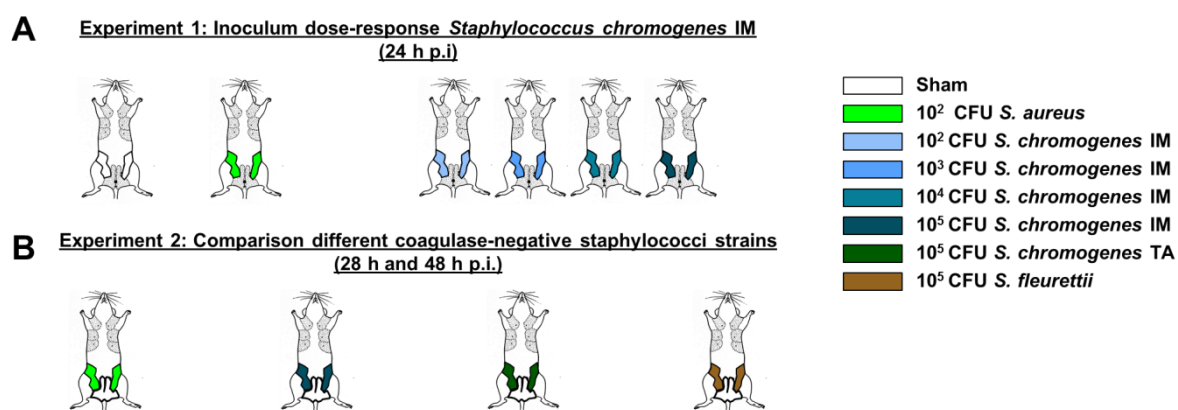 A
Experiment 1: Inoculum dose-response Staphylococcus chromogenes IM
(24 h p.i)
B
Experiment 2: Comparison different coagulase-negative staphylococci strains
(28 h and 48 h p.i.)
Sham
10² CFU S. aureus
10² CFU S. chromogenes IM
10³ CFU S. chromogenes IM
10⁴ CFU S. chromogenes IM
10⁵ CFU S. chromogenes IM
10⁵ CFU S. chromogenes TA
10⁵ CFU S. fleurettii